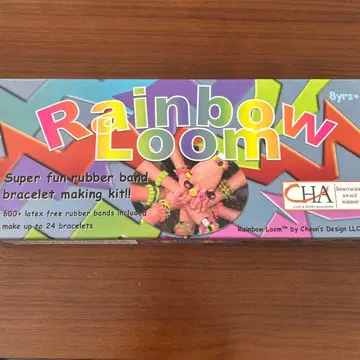 8yrs+
Rainbow
Loom
Super fun rubber band
bracelet making kit!!
600+ latex free rubber bands included
make up to 24 bracelets
CHA
Innovations
award
winner
Rainbow Loom™ by Choon's Design LLC